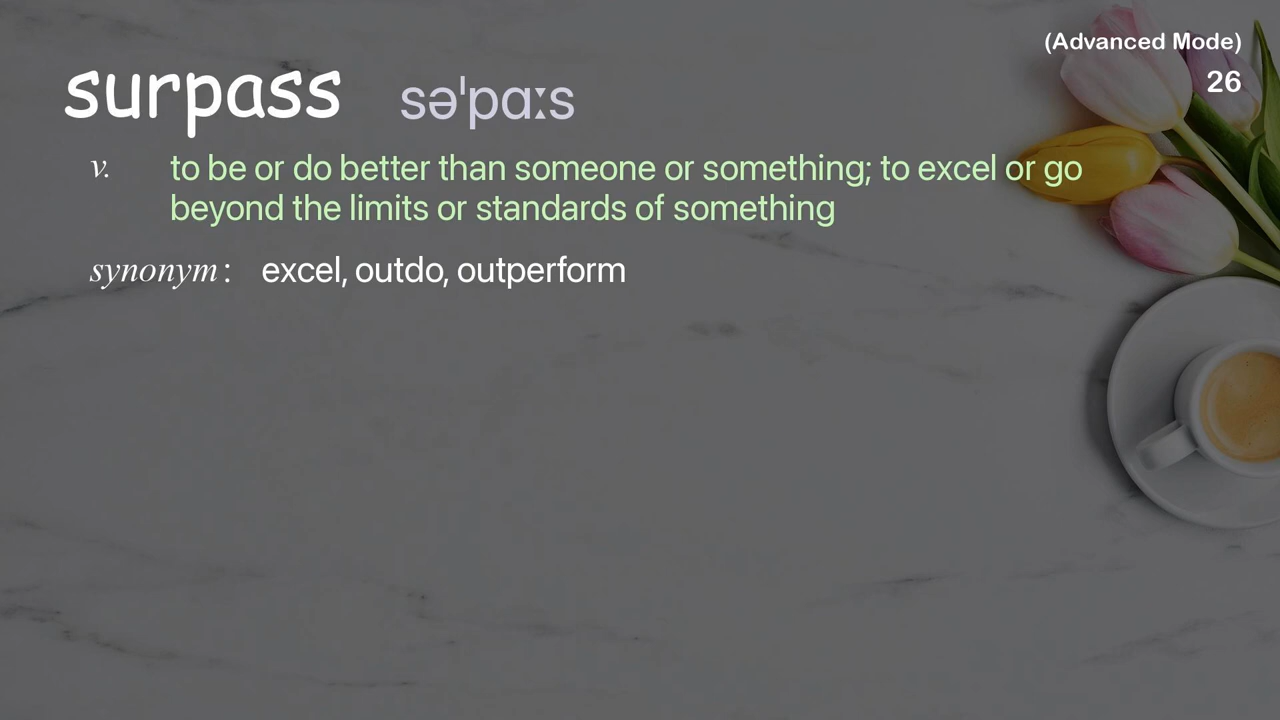 (Advanced Mode)
26
surpass səˈpɑːs
v. to be or do better than someone or something; to excel or go
beyond the limits or standards of something
synonym: excel, outdo, outperform